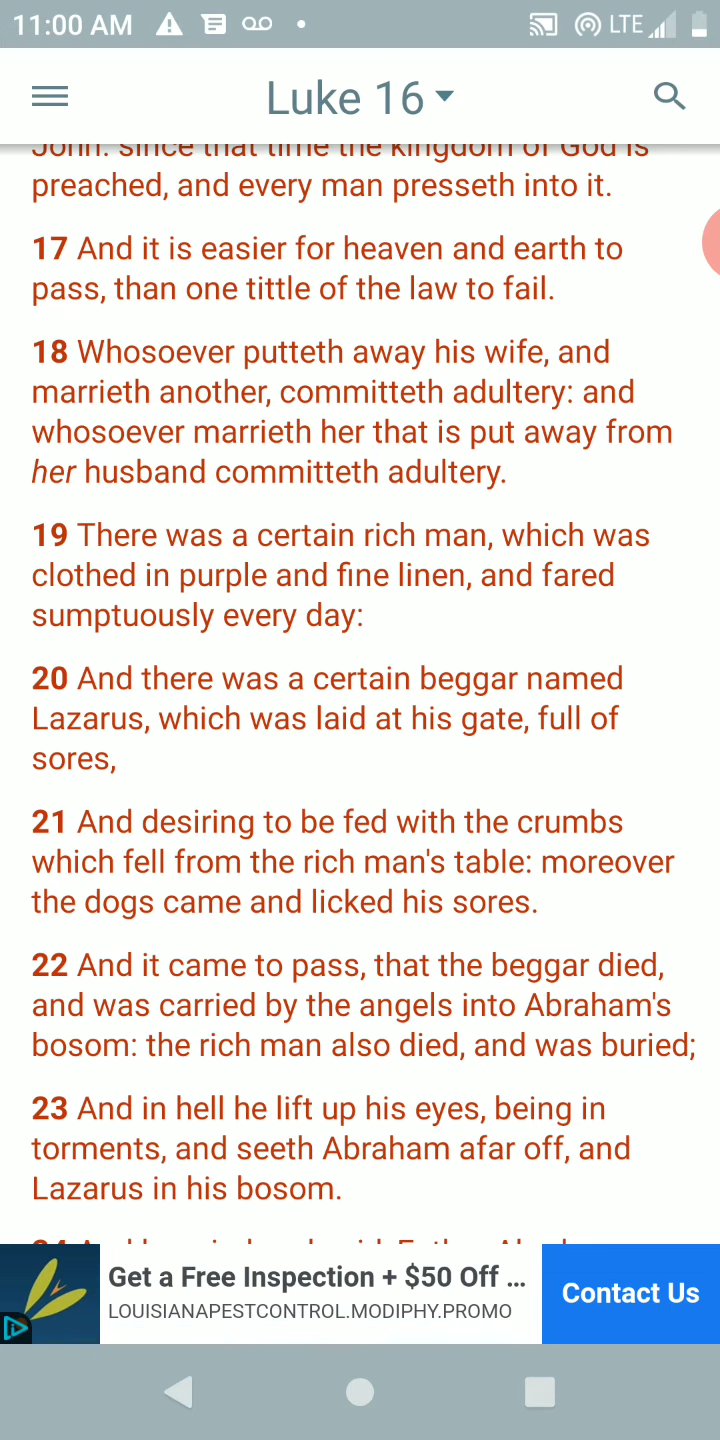 11:00 AM LTE
Luke 16
John: since that time the kingdom of God is
preached, and every man presseth into it.
17 And it is easier for heaven and earth to
pass, than one tittle of the law to fail.
18 Whosoever putteth away his wife, and
marrieth another, committeth adultery: and
whosoever marrieth her that is put away from
her husband committeth adultery.
19 There was a certain rich man, which was
clothed in purple and fine linen, and fared
sumptuously every day:
20 And there was a certain beggar named
Lazarus, which was laid at his gate, full of
sores,
21 And desiring to be fed with the crumbs
which fell from the rich man's table: moreover
the dogs came and licked his sores.
22 And it came to pass, that the beggar died,
and was carried by the angels into Abraham's
bosom: the rich man also died, and was buried;
23 And in hell he lift up his eyes, being in
torments, and seeth Abraham afar off, and
Lazarus in his bosom.
Get a Free Inspection + $50 Off ...
LOUISIANAPESTCONTROL.MODIPHY.PROMO
Contact Us